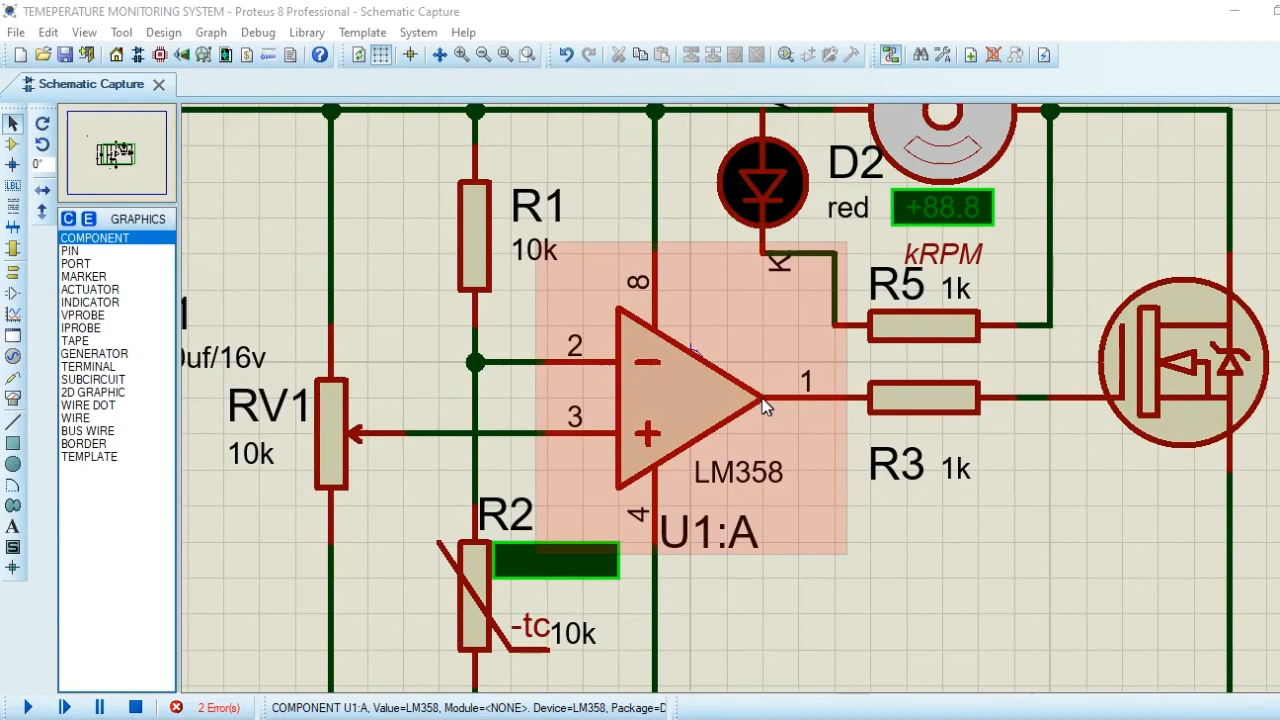 TEMEPERATURE MONITORING SYSTEM - Proteus 8 Professional - Schematic Capture
File Edit View Tool Design Graph Debug Library Template System Help
Schematic Capture
0°
C E GRAPHICS
COMPONENT
PIN
PORT
MARKER
ACTUATOR
INDICATOR
VPROBE
IPROBE
TAPE
GENERATOR
TERMINAL
SUBCIRCUIT
2D GRAPHIC
WIRE DOT
WIRE
BUS WIRE
BORDER
TEMPLATE
R1
10k
D2
red
+88.8
kRPM
K
R5 1k
8
2
3
1
4
uf/16v
RV1
10k
LM358
U1:A
R3 1k
R2
-tc 10k
2 Error(s)
COMPONENT U1:A, Value=LM358, Module=<NONE>. Device=LM358, Package=D